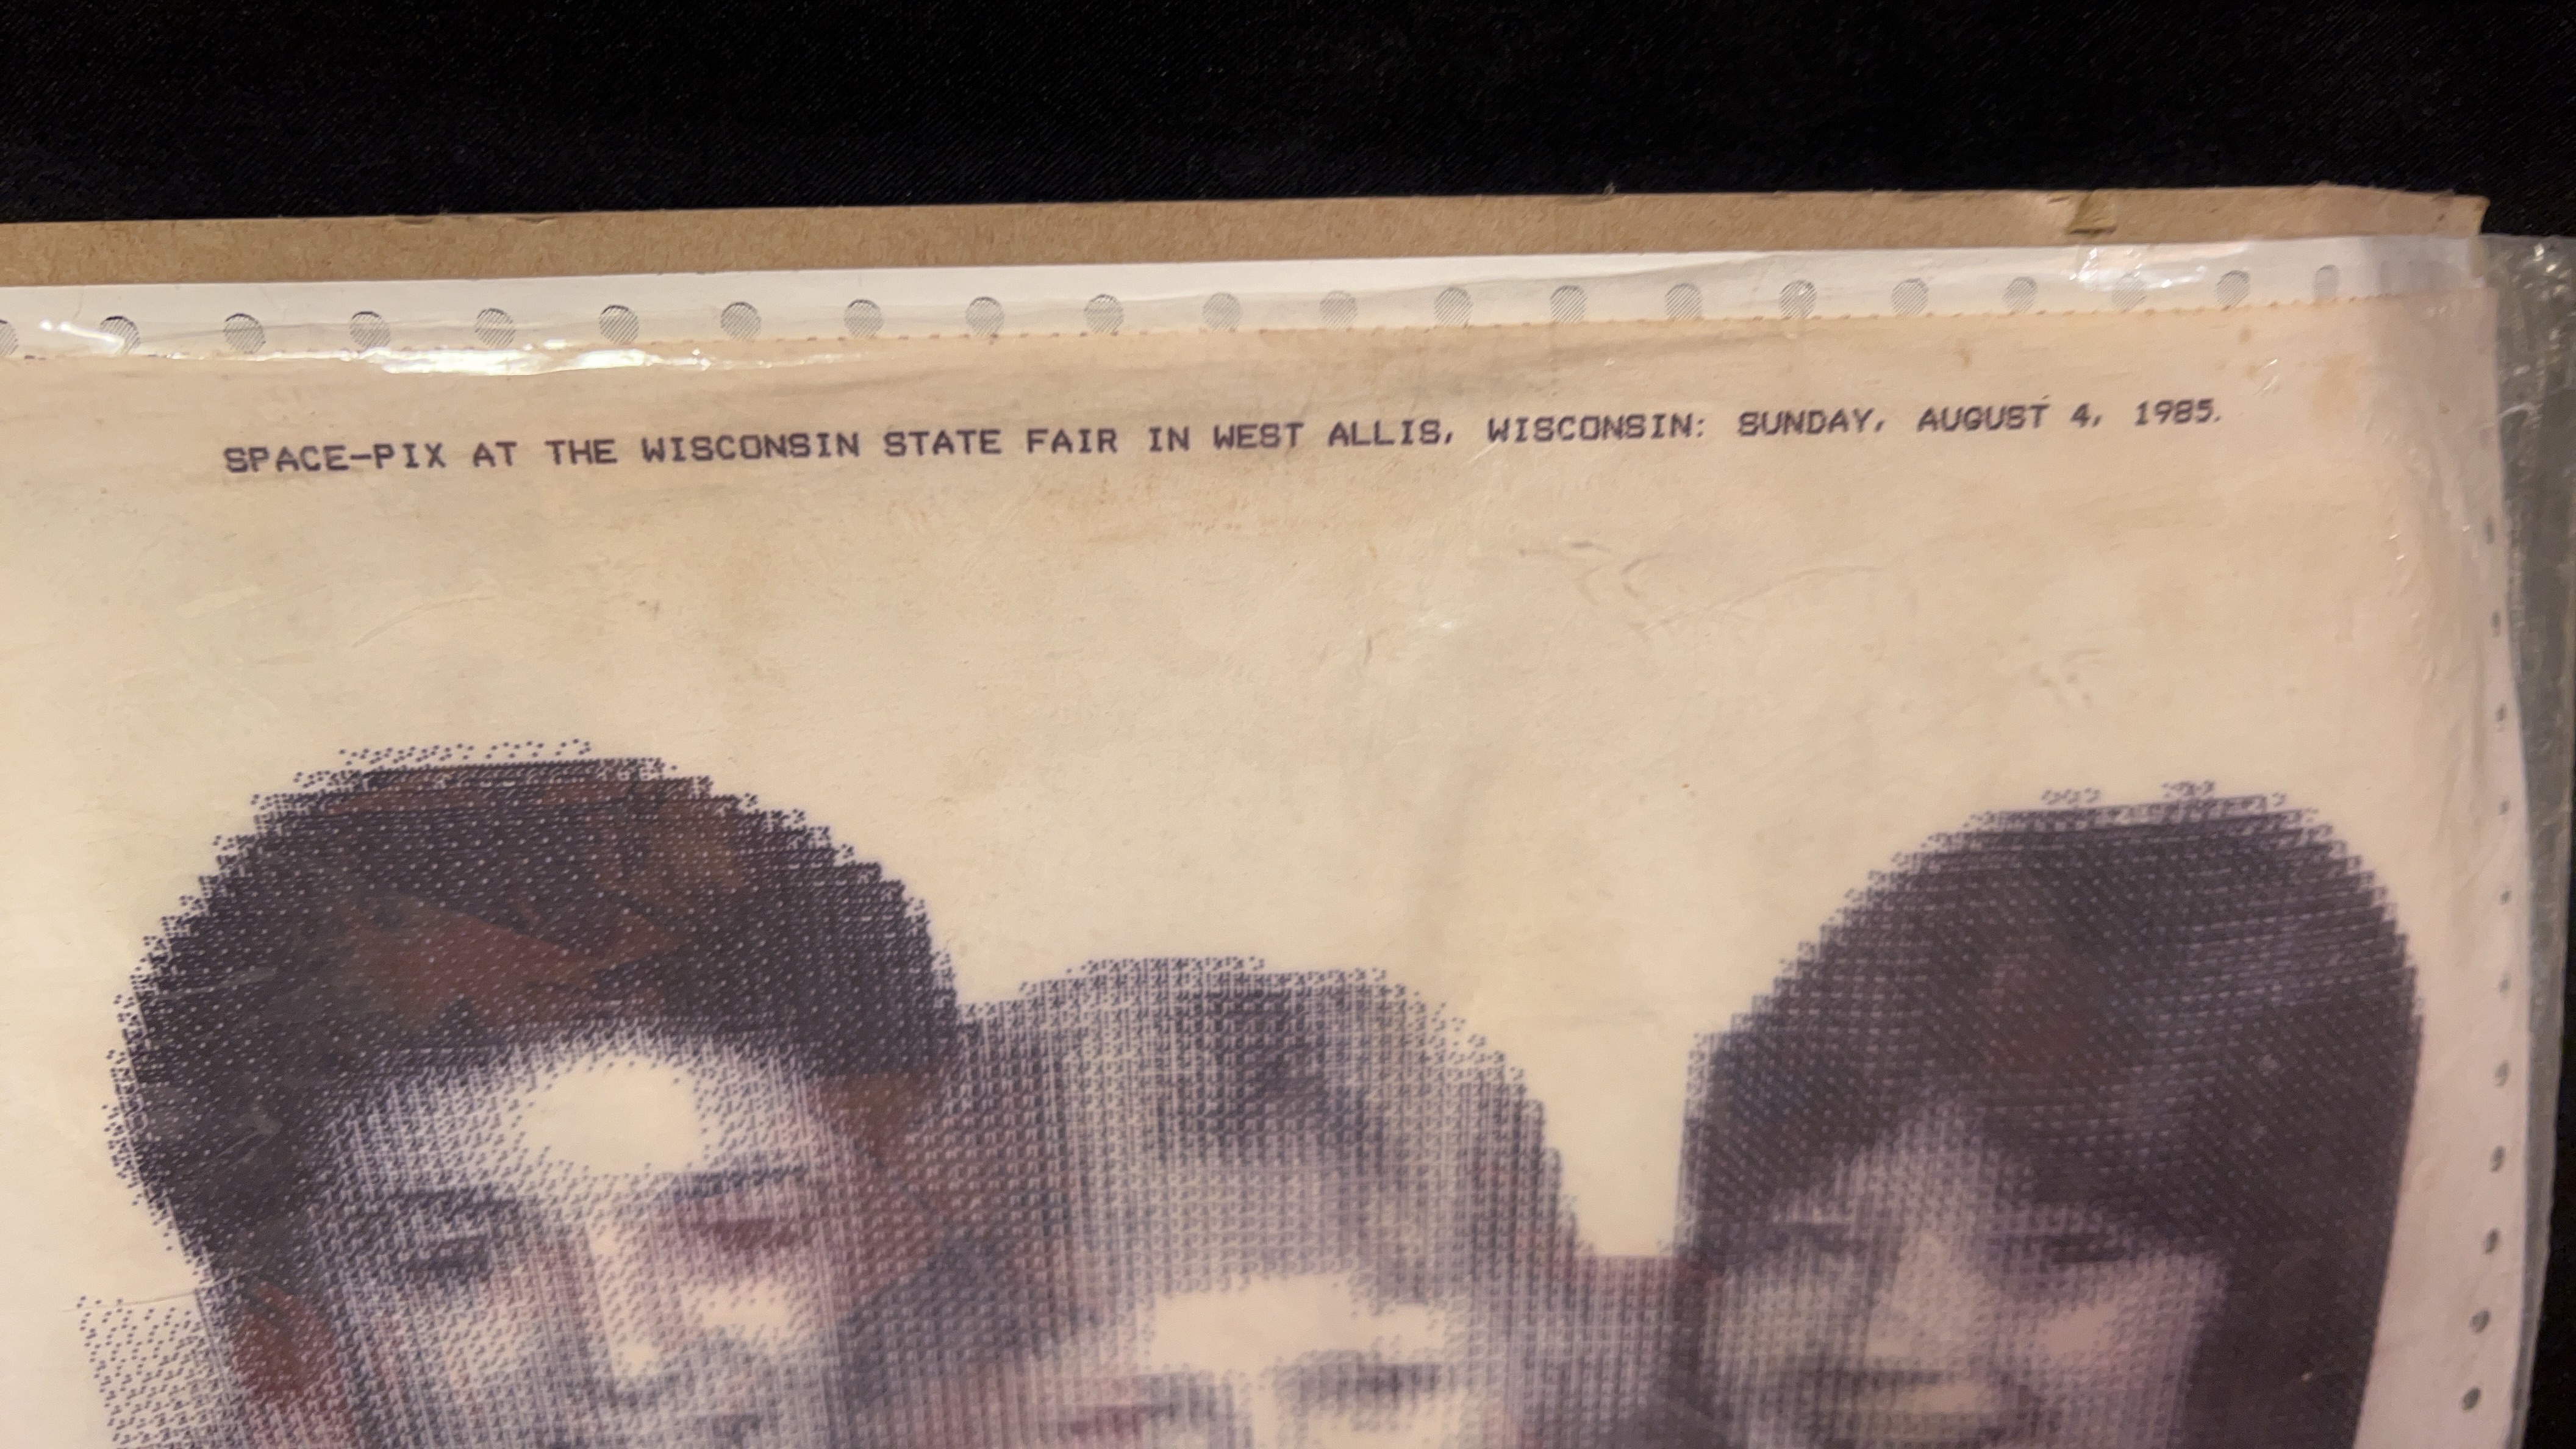 SPACE-PIX AT THE WISCONSIN STATE FAIR IN WEST ALLIS, WISCONSIN: SUNDAY, AUGUST 4, 1985.